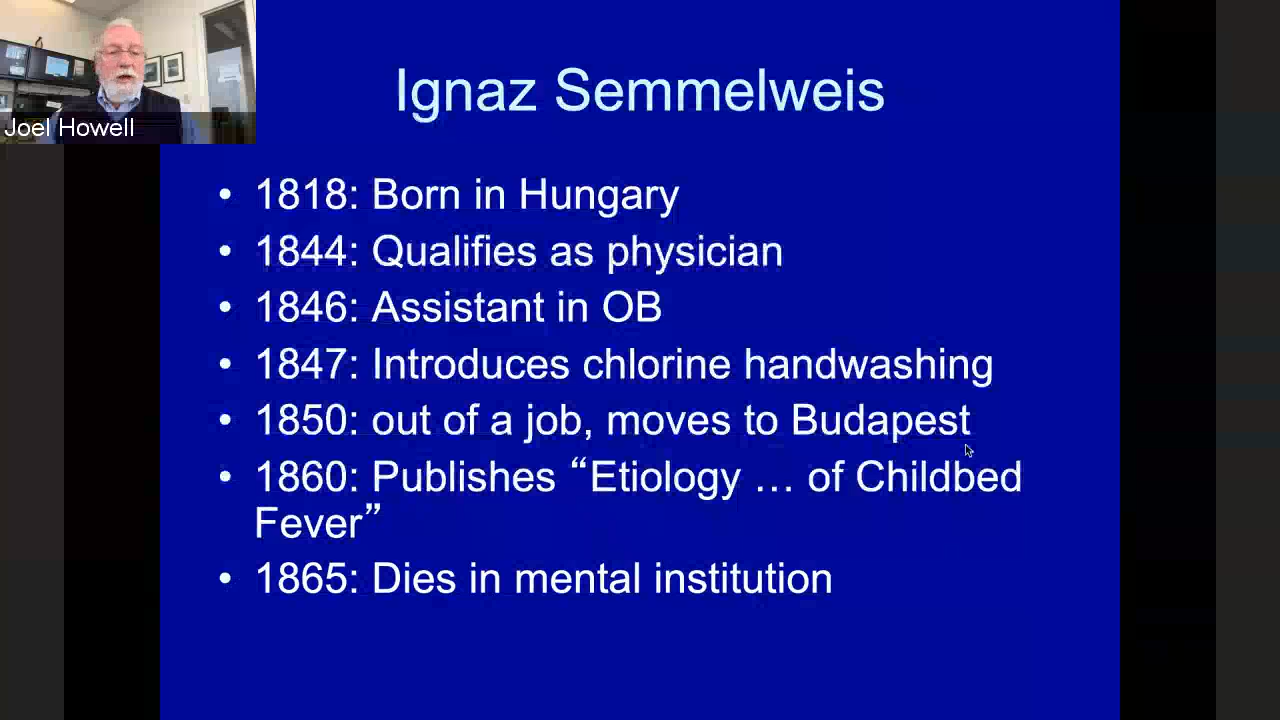 Joel Howell
Ignaz Semmelweis
• 1818: Born in Hungary
• 1844: Qualifies as physician
• 1846: Assistant in OB
• 1847: Introduces chlorine handwashing
• 1850: out of a job, moves to Budapest
• 1860: Publishes “Etiology … of Childbed
Fever”
• 1865: Dies in mental institution